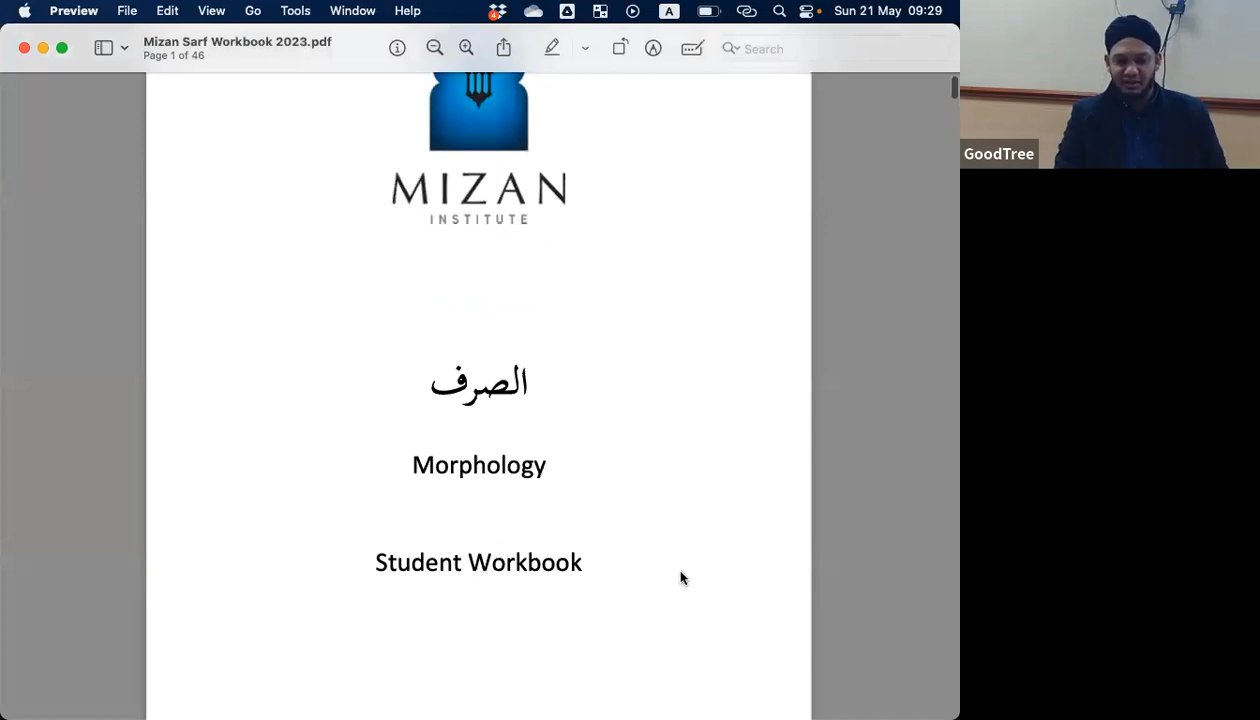 Preview File Edit View Go Tools Window Help
4
A
Sun 21 May 09:29
Mizan Sarf Workbook 2023.pdf
Page 1 of 46
Search
GoodTree
MIZAN
INSTITUTE
الصرف
Morphology
Student Workbook